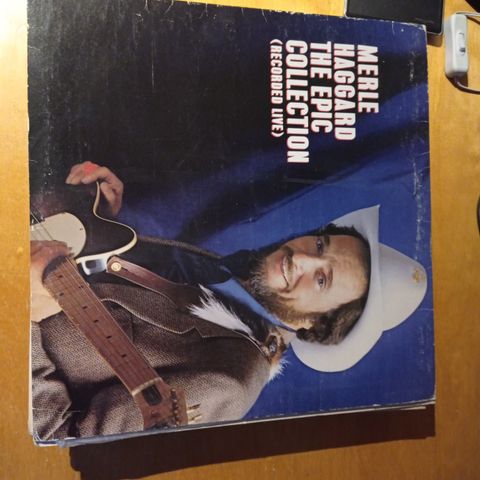 MERLE
HAGGARD
THE EPIC
COLLECTION
(RECORDED LIVE)